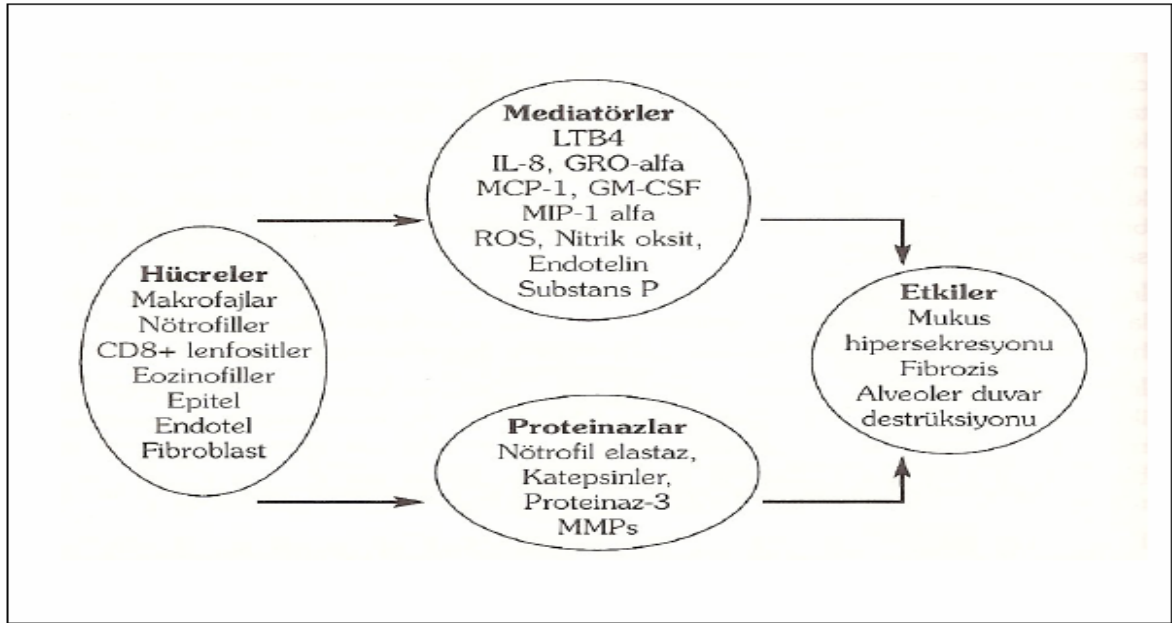 Mediatörler
LTB4
IL-8, GRO-alfa
MCP-1, GM-CSF
MIP-1 alfa
ROS, Nitrik oksit,
Endotelin
Substans P
Hücreler
Makrofajlar
Nötrofiller
CD8+ lenfositler
Eozinofiller
Epitel
Endotel
Fibroblast
Proteinazlar
Nötrofil elastaz,
Katepsinler,
Proteinaz-3
MMPs
Etkiler
Mukus
hipersekresyonu
Fibrozis
Alveoler duvar
destrüksiyonu